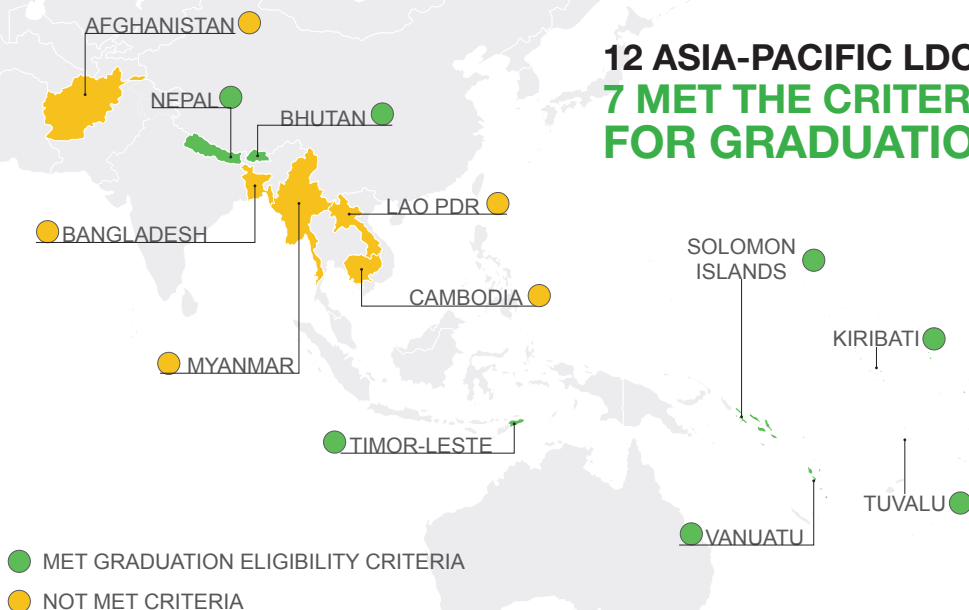 AFGHANISTAN
12 ASIA-PACIFIC LDC
7 MET THE CRITER
FOR GRADUATIO
NEPAL
BHUTAN
LAO PDR
BANGLADESH
SOLOMON
ISLANDS
CAMBODIA
KIRIBATI
MYANMAR
TIMOR-LESTE
TUVALU
VANUATU
MET GRADUATION ELIGIBILITY CRITERIA
NOT MET CRITERIA